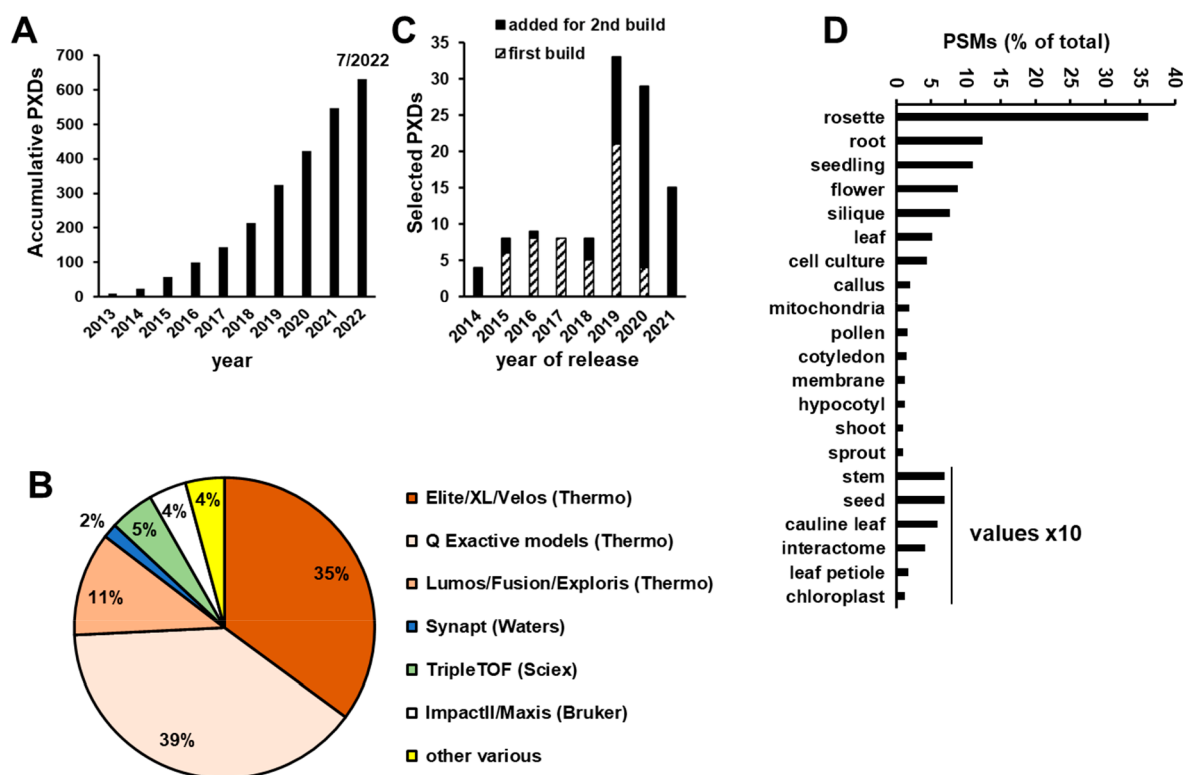 A
Accumulative PXDs
700
600
500
400
300
200
100
0
7/2022
2013
2014
2015
2016
2017
2018
2019
2020
2021
2022
year
C
added for 2nd build
first build
Selected PXDs
35
30
25
20
15
10
5
0
2014
2015
2016
2017
2018
2019
2020
2021
year of release
D
PSMs (% of total)
0
5
10
15
20
25
30
35
40
rosette
root
seedling
flower
silique
leaf
cell culture
callus
mitochondria
pollen
cotyledon
membrane
hypocotyl
shoot
sprout
stem
seed
cauline leaf
interactome
leaf petiole
chloroplast
values x10
B
35%
39%
11%
2%
5%
4%
4%
Elite/XL/Velos (Thermo)
Q Exactive models (Thermo)
Lumos/Fusion/Exploris (Thermo)
Synapt (Waters)
TripleTOF (Sciex)
ImpactII/Maxis (Bruker)
other various